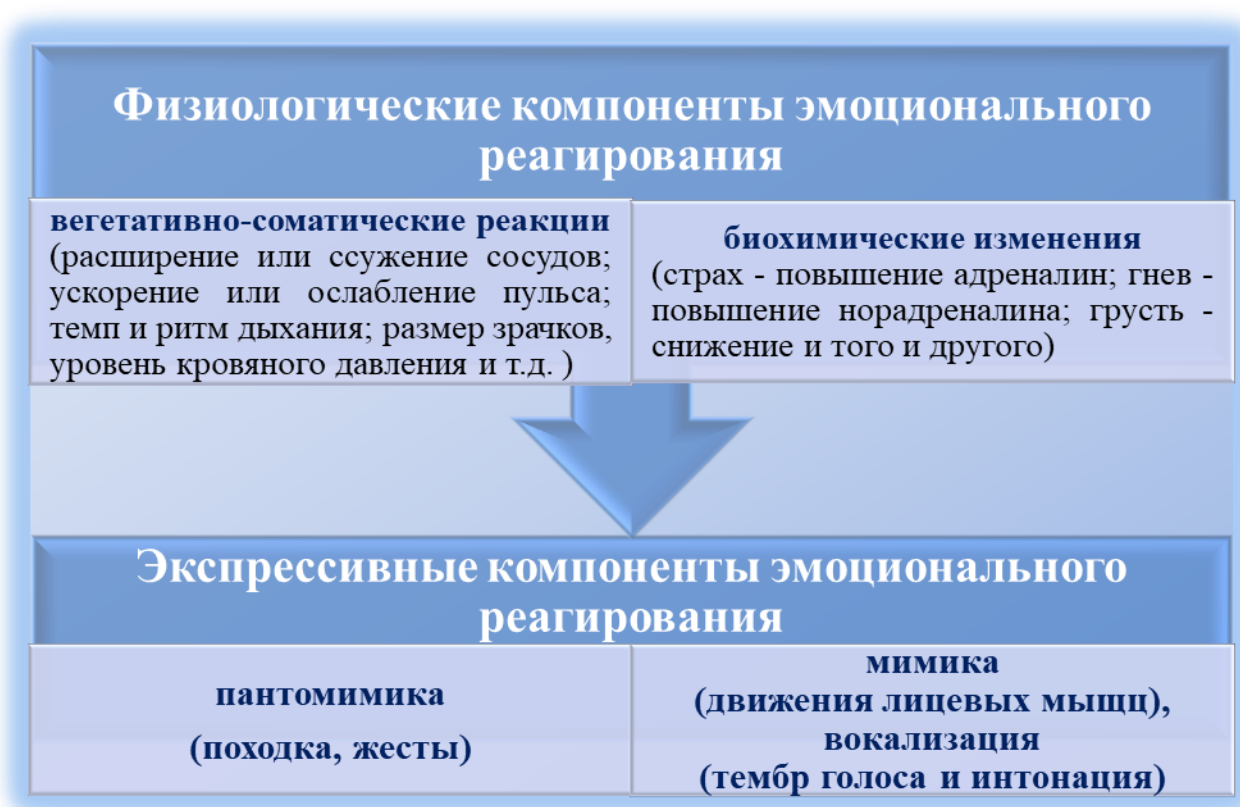 Физиологические компоненты эмоционального
реагирования
вегетативно-соматические реакции
(расширение или ссужение сосудов;
ускорение или ослабление пульса;
темп и ритм дыхания; размер зрачков,
уровень кровяного давления и т.д. )
биохимические изменения
(страх - повышение адреналин; гнев -
повышение норадреналина; грусть -
снижение и того и другого)
Экспрессивные компоненты эмоционального
реагирования
пантомимика
(походка, жесты)
мимика
(движения лицевых мыщц),
вокализация
(тембр голоса и интонация)